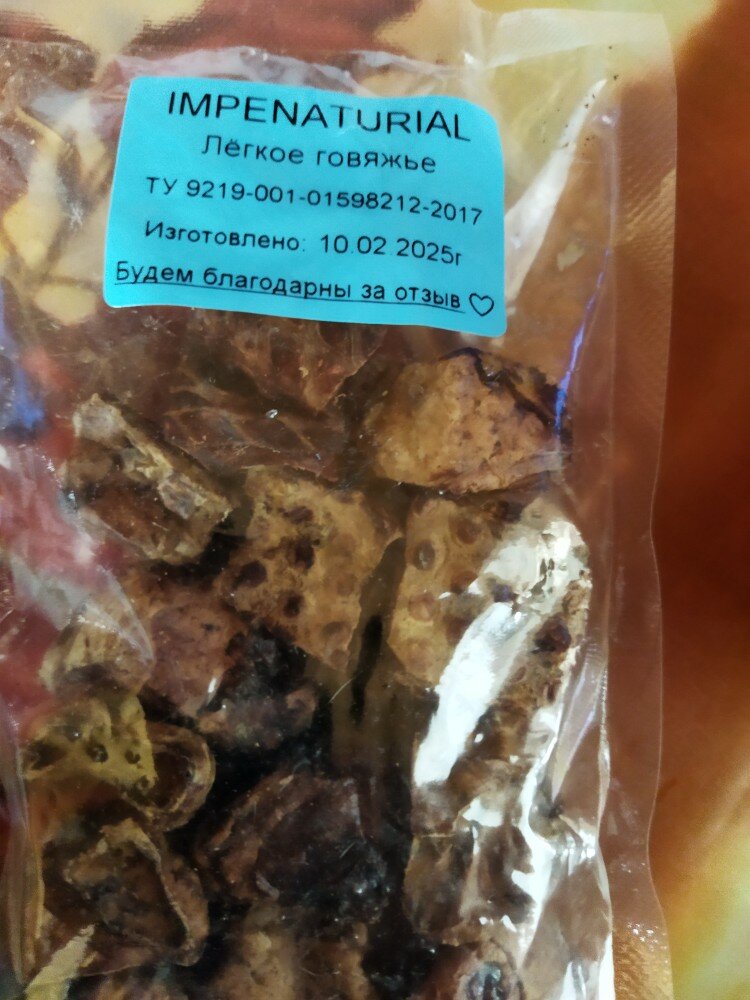 IMPENATURIAL
Лёгкое говяжье
ТУ 9219-001-01598212-2017
Изготовлено: 10.02.2025г
Будем благодарны за отзыв ♡